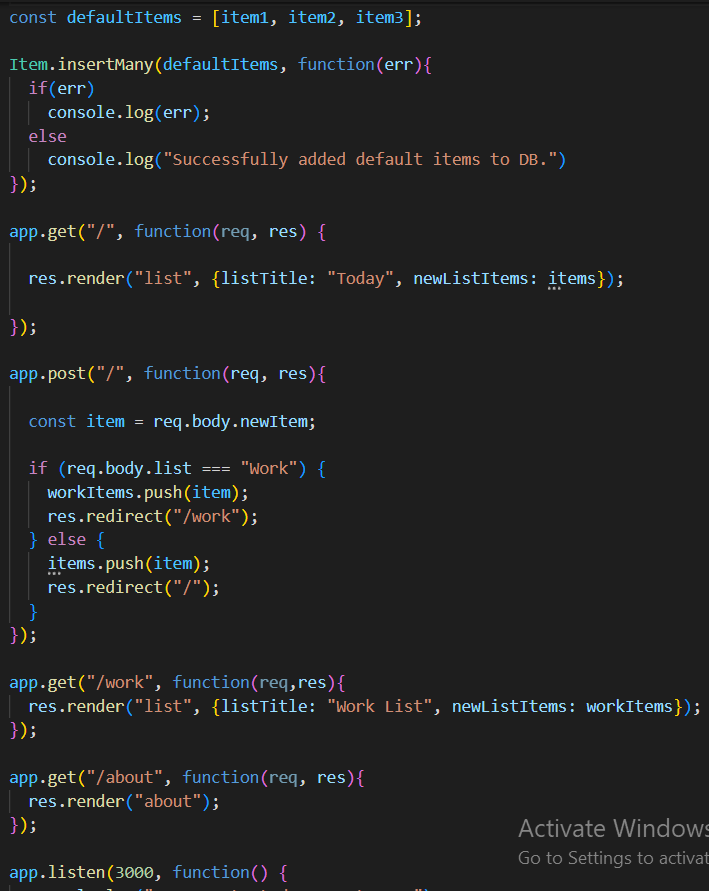 const defaultItems = [item1, item2, item3];
Item.insertMany(defaultItems, function(err){
if(err)
console.log(err);
else
console.log("Successfully added default items to DB.")
});
app.get("/", function(req, res) {
res.render("list", {listTitle: "Today", newListItems: items});
});
app.post("/", function(req, res){
const item = req.body.newItem;
if (req.body.list === "Work") {
workItems.push(item);
res.redirect("/work");
} else {
items.push(item);
res.redirect("/");
}
});
app.get("/work", function(req,res){
res.render("list", {listTitle: "Work List", newListItems: workItems});
});
app.get("/about", function(req, res){
res.render("about");
});
Activate Windows
Go to Settings to activat
app.listen(3000, function() {